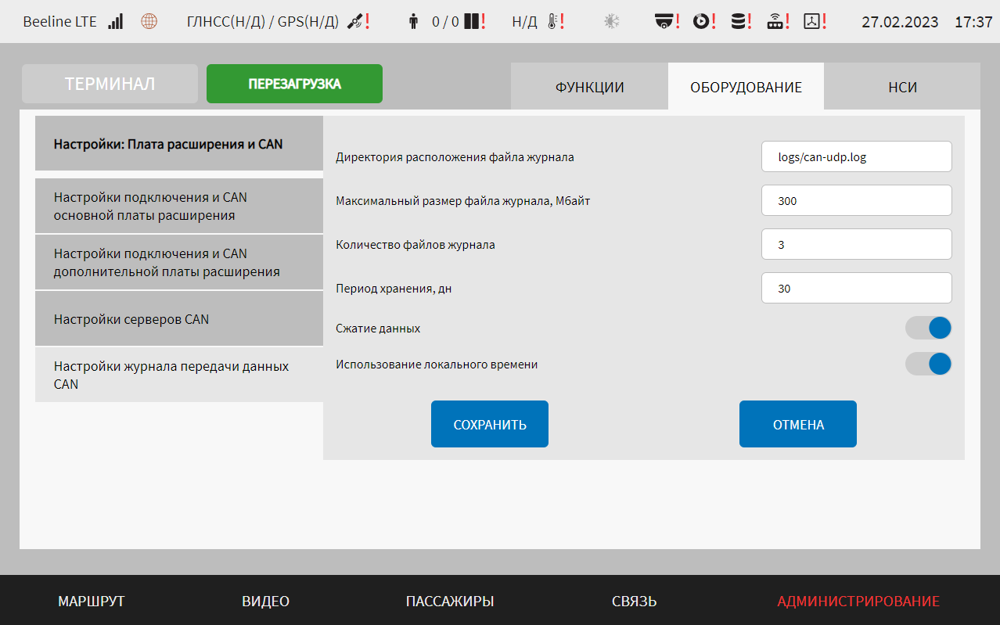 Beeline LTE ГЛНСС(Н/Д) / GPS(Н/Д) ! 0 / 0 ! Н/Д ! ! ! ! ! ! 27.02.2023 17:37
ТЕРМИНАЛ ПЕРЕЗАГРУЗКА ФУНКЦИИ ОБОРУДОВАНИЕ НСИ
Настройки: Плата расширения и CAN
Настройки подключения и CAN
основной платы расширения
Настройки подключения и CAN
дополнительной платы расширения
Настройки серверов CAN
Настройки журнала передачи данных
CAN
Директория расположения файла журнала logs/can-udp.log
Максимальный размер файла журнала, Мбайт 300
Количество файлов журнала 3
Период хранения, дн 30
Сжатие данных
Использование локального времени
СОХРАНИТЬ ОТМЕНА
МАРШРУТ ВИДЕО ПАССАЖИРЫ СВЯЗЬ АДМИНИСТРИРОВАНИЕ